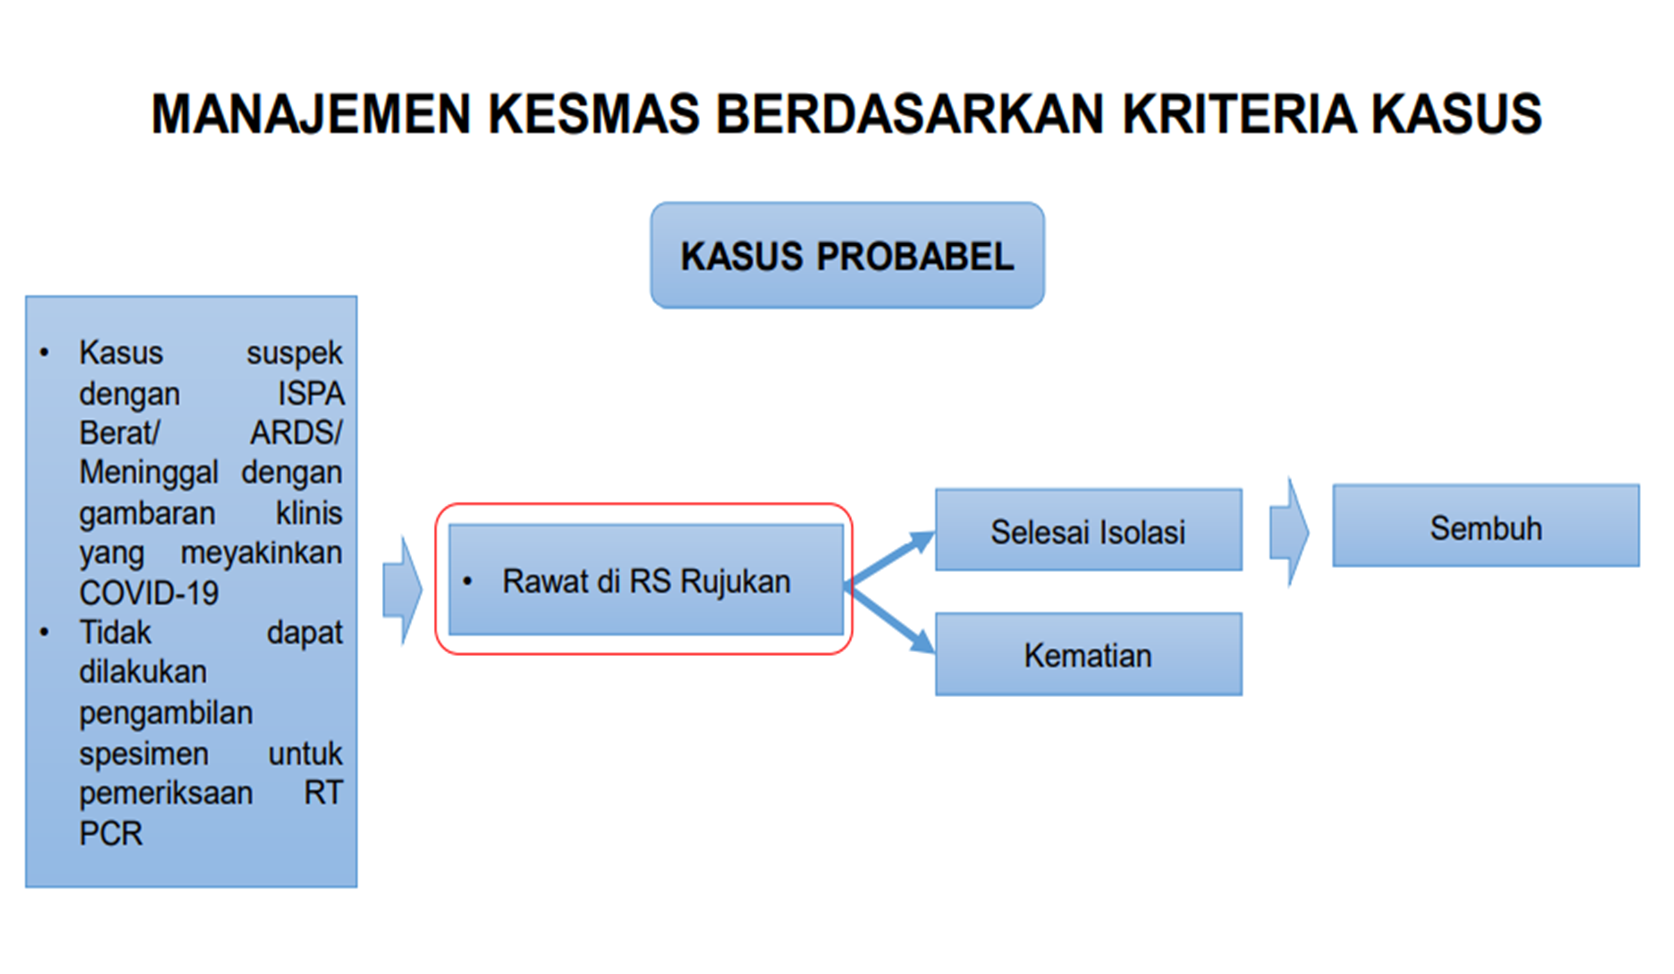 MANAJEMEN KESMAS BERDASARKAN KRITERIA KASUS
KASUS PROBABEL
• Kasus suspek
dengan ISPA
Berat/ ARDS/
Meninggal dengan
gambaran klinis
yang meyakinkan
COVID-19
• Tidak dapat
dilakukan
pengambilan
spesimen untuk
pemeriksaan RT
PCR
• Rawat di RS Rujukan
Selesai Isolasi
Sembuh
Kematian